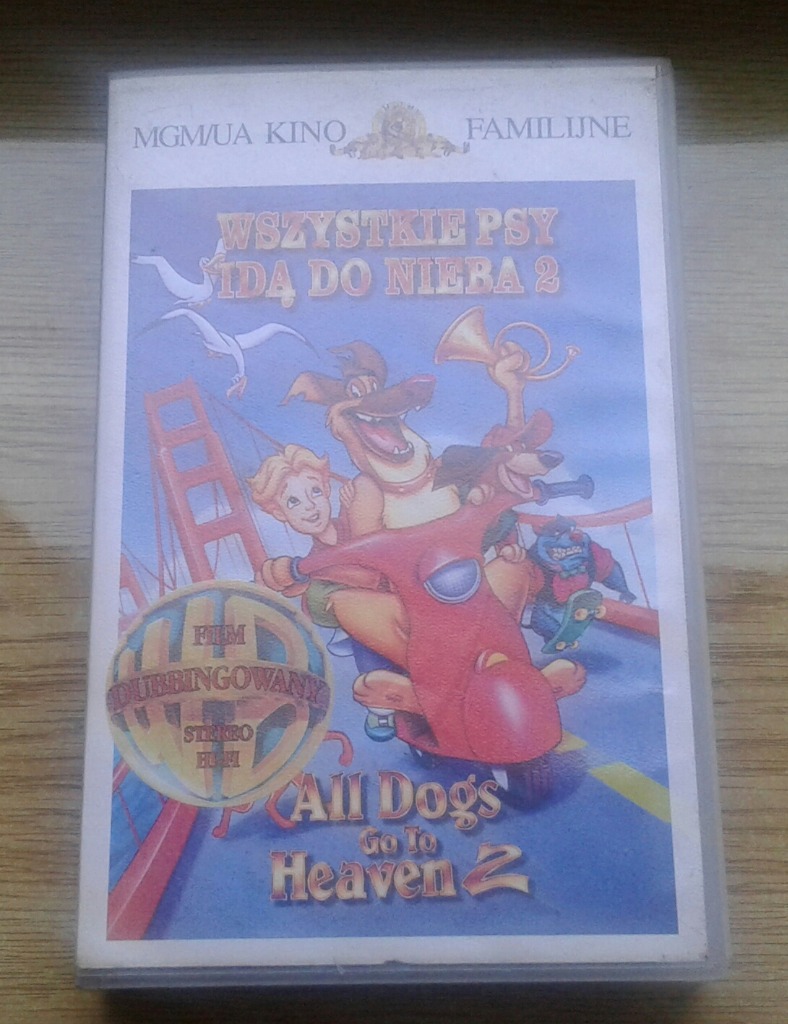 MGM/UA KINO FAMILIJNE
WSZYSTKIE PSY
IDĄ DO NIEBA 2
FILM
DUBBINGOWANY
STEREO
HI-FI
All Dogs
Go To
Heaven 2